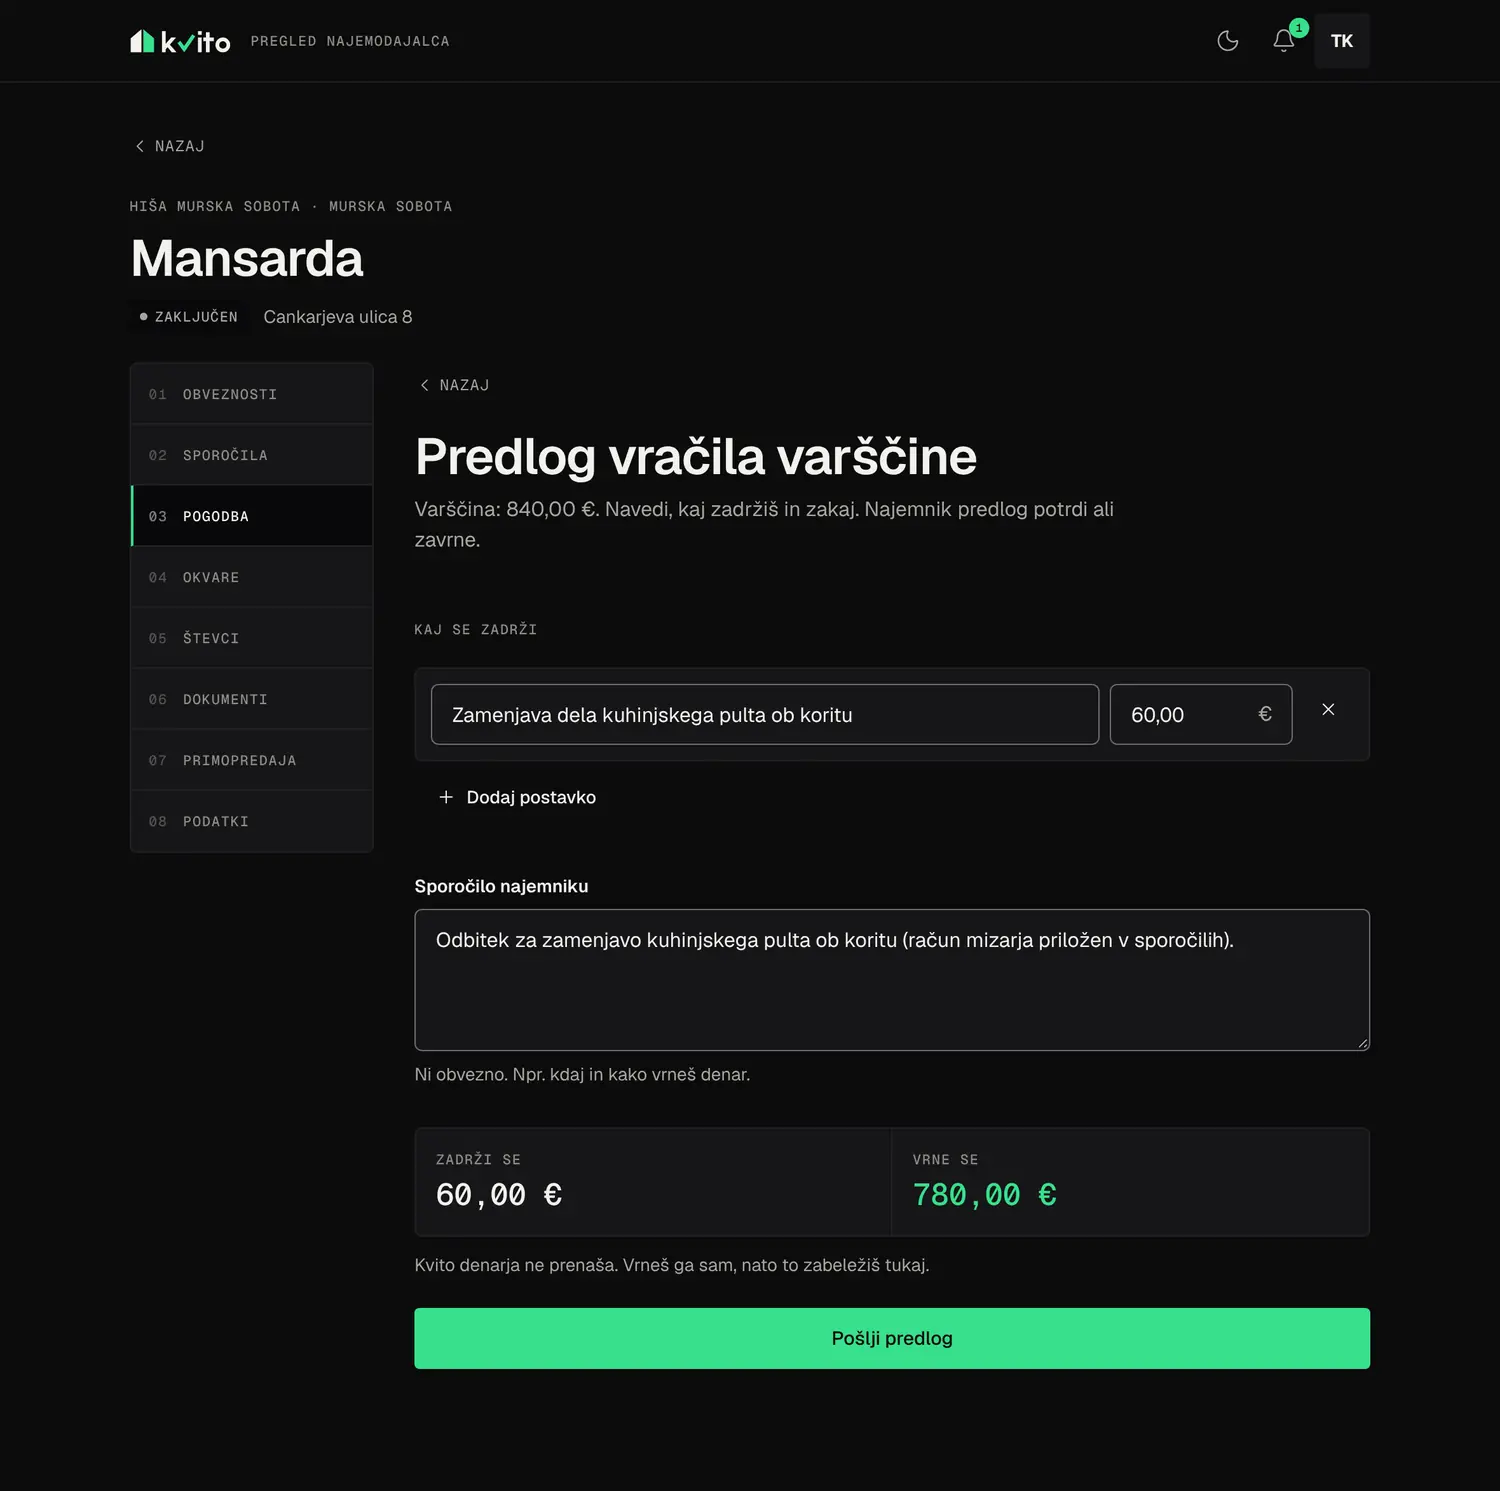 kvito PREGLED NAJEMODAJALCA 1 TK
NAZAJ
HIŠA MURSKA SOBOTA · MURSKA SOBOTA
Mansarda
ZAKLJUČEN Cankarjeva ulica 8
01 OBVEZNOSTI
02 SPOROČILA
03 POGODBA
04 OKVARE
05 ŠTEVCI
06 DOKUMENTI
07 PRIMOPREDAJA
08 PODATKI
NAZAJ
Predlog vračila varščine
Varščina: 840,00 €. Navedi, kaj zadržiš in zakaj. Najemnik predlog potrdi ali
zavrne.
KAJ SE ZADRŽI
Zamenjava dela kuhinjskega pulta ob koritu 60,00 €
Dodaj postavko
Sporočilo najemniku
Odbitek za zamenjavo kuhinjskega pulta ob koritu (račun mizarja priložen v sporočilih).
Ni obvezno. Npr. kdaj in kako vrneš denar.
ZADRŽI SE
60,00 €
VRNE SE
780,00 €
Kvito denarja ne prenaša. Vrneš ga sam, nato to zabeležiš tukaj.
Pošlji predlog